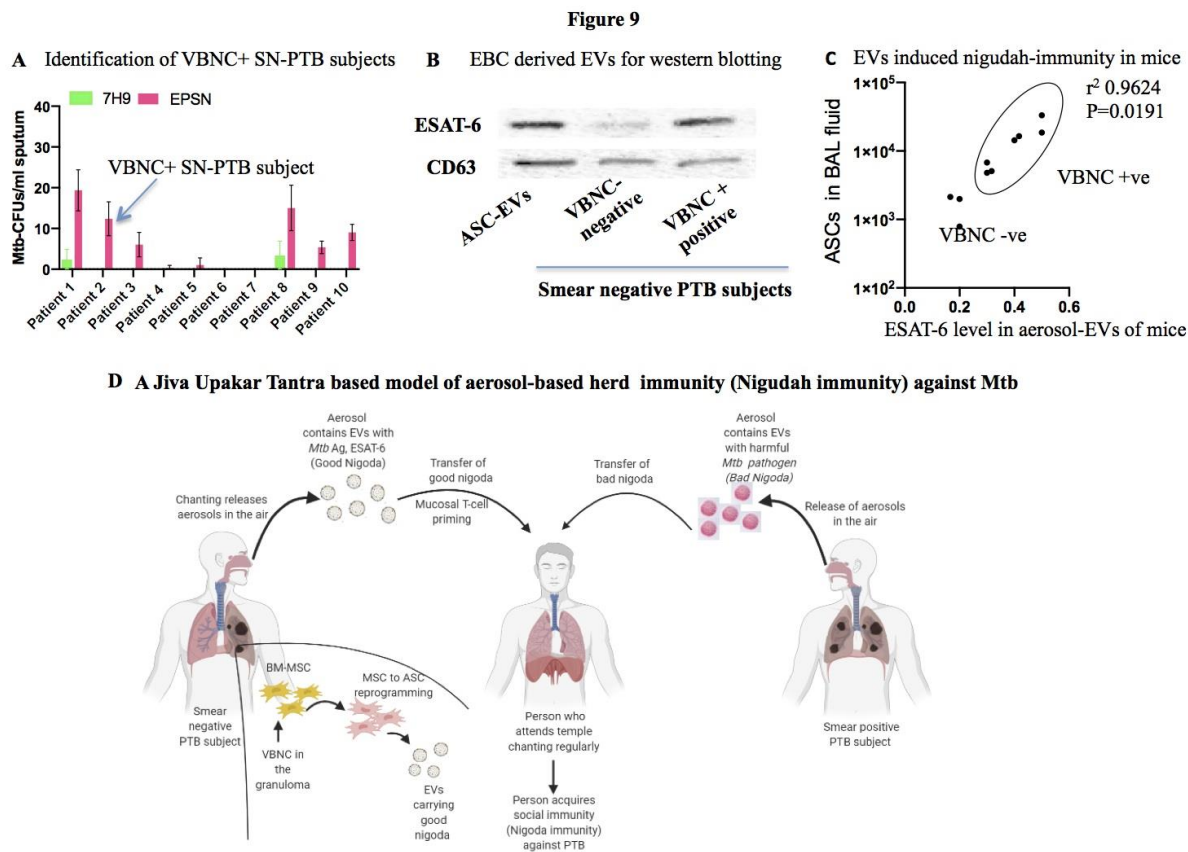 Figure 9
A Identification of VBNC+ SN-PTB subjects
7H9 EPSN
Mtb-CFUs/ml sputum
40
30
20
10
0
VBNC+ SN-PTB subject
Patient 1
Patient 2
Patient 3
Patient 4
Patient 5
Patient 6
Patient 7
Patient 8
Patient 9
Patient 10
B EBC derived EVs for western blotting
ESAT-6
CD63
ASC-EVs
VBNC-
negative
VBNC +
positive
Smear negative PTB subjects
C EVs induced nigudah-immunity in mice
r² 0.9624
P=0.0191
ASCs in BAL fluid
1×10⁵
1×10⁴
1×10³
1×10²
VBNC +ve
VBNC -ve
0.0 0.2 0.4 0.6
ESAT-6 level in aerosol-EVs of mice
D A Jiva Upakar Tantra based model of aerosol-based herd immunity (Nigudah immunity) against Mtb
Chanting releases
aerosols in the air
Aerosol
contains EVs with
Mtb Ag, ESAT-6
(Good Nigoda)
Transfer of
good nigoda
Mucosal T-cell
priming
Transfer of
bad nigoda
Aerosol
contains EVs
with harmful
Mtb pathogen
(Bad Nigoda)
Release of aerosols
in the air
Smear
negative
PTB subject
BM-MSC
VBNC in
the
granuloma
MSC to ASC
reprogramming
EVs
carrying
good
nigoda
Person who
attends temple
chanting regularly
Person acquires
social immunity
(Nigoda immunity)
against PTB
Smear positive
PTB subject